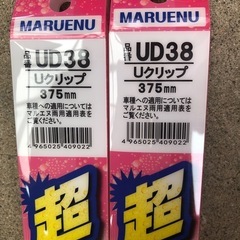 MARUENU
品番 UD38
Uクリップ
375mm
車種への適用については
マルエヌ雨用適用表を
ご覧ください。
4965025409022
超
MARUENU
品番 UD38
Uクリップ
375mm
車種への適用については
マルエヌ雨用適用表を
ご覧ください。
4965025409022
超